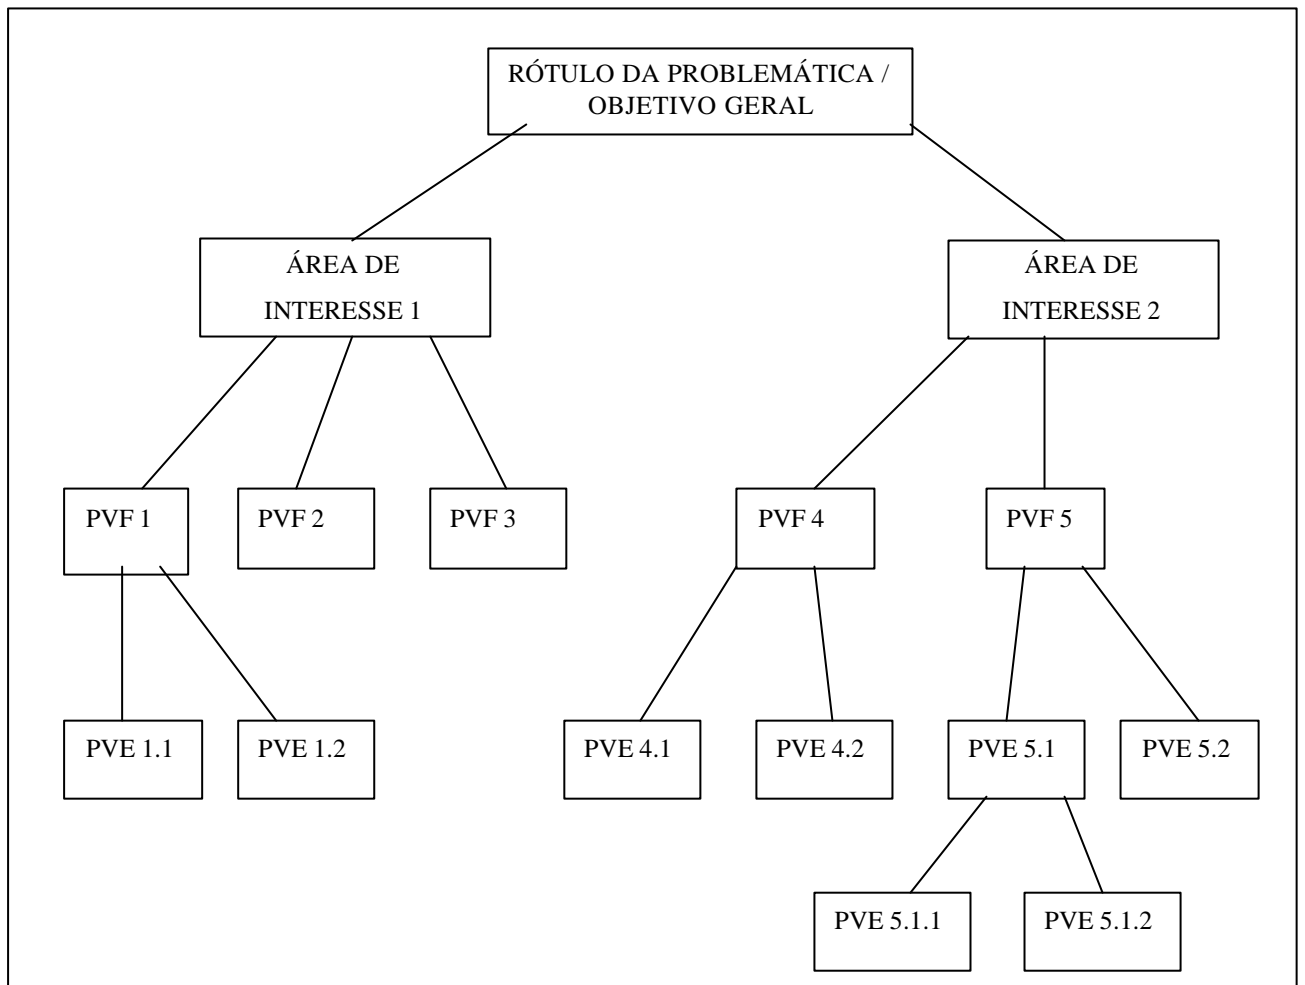 RÓTULO DA PROBLEMÁTICA /
OBJETIVO GERAL
ÁREA DE
INTERESSE 1
ÁREA DE
INTERESSE 2
PVF 1
PVF 2
PVF 3
PVF 4
PVF 5
PVE 1.1
PVE 1.2
PVE 4.1
PVE 4.2
PVE 5.1
PVE 5.2
PVE 5.1.1
PVE 5.1.2